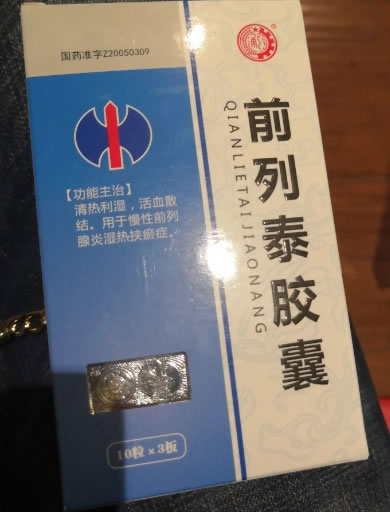 国药准字Z20050309
【功能主治】
清热利湿，活血散
结。用于慢性前列
腺炎湿热挟瘀症。
10粒×3板
前列泰胶囊
QIANLIETAIJIAONANG